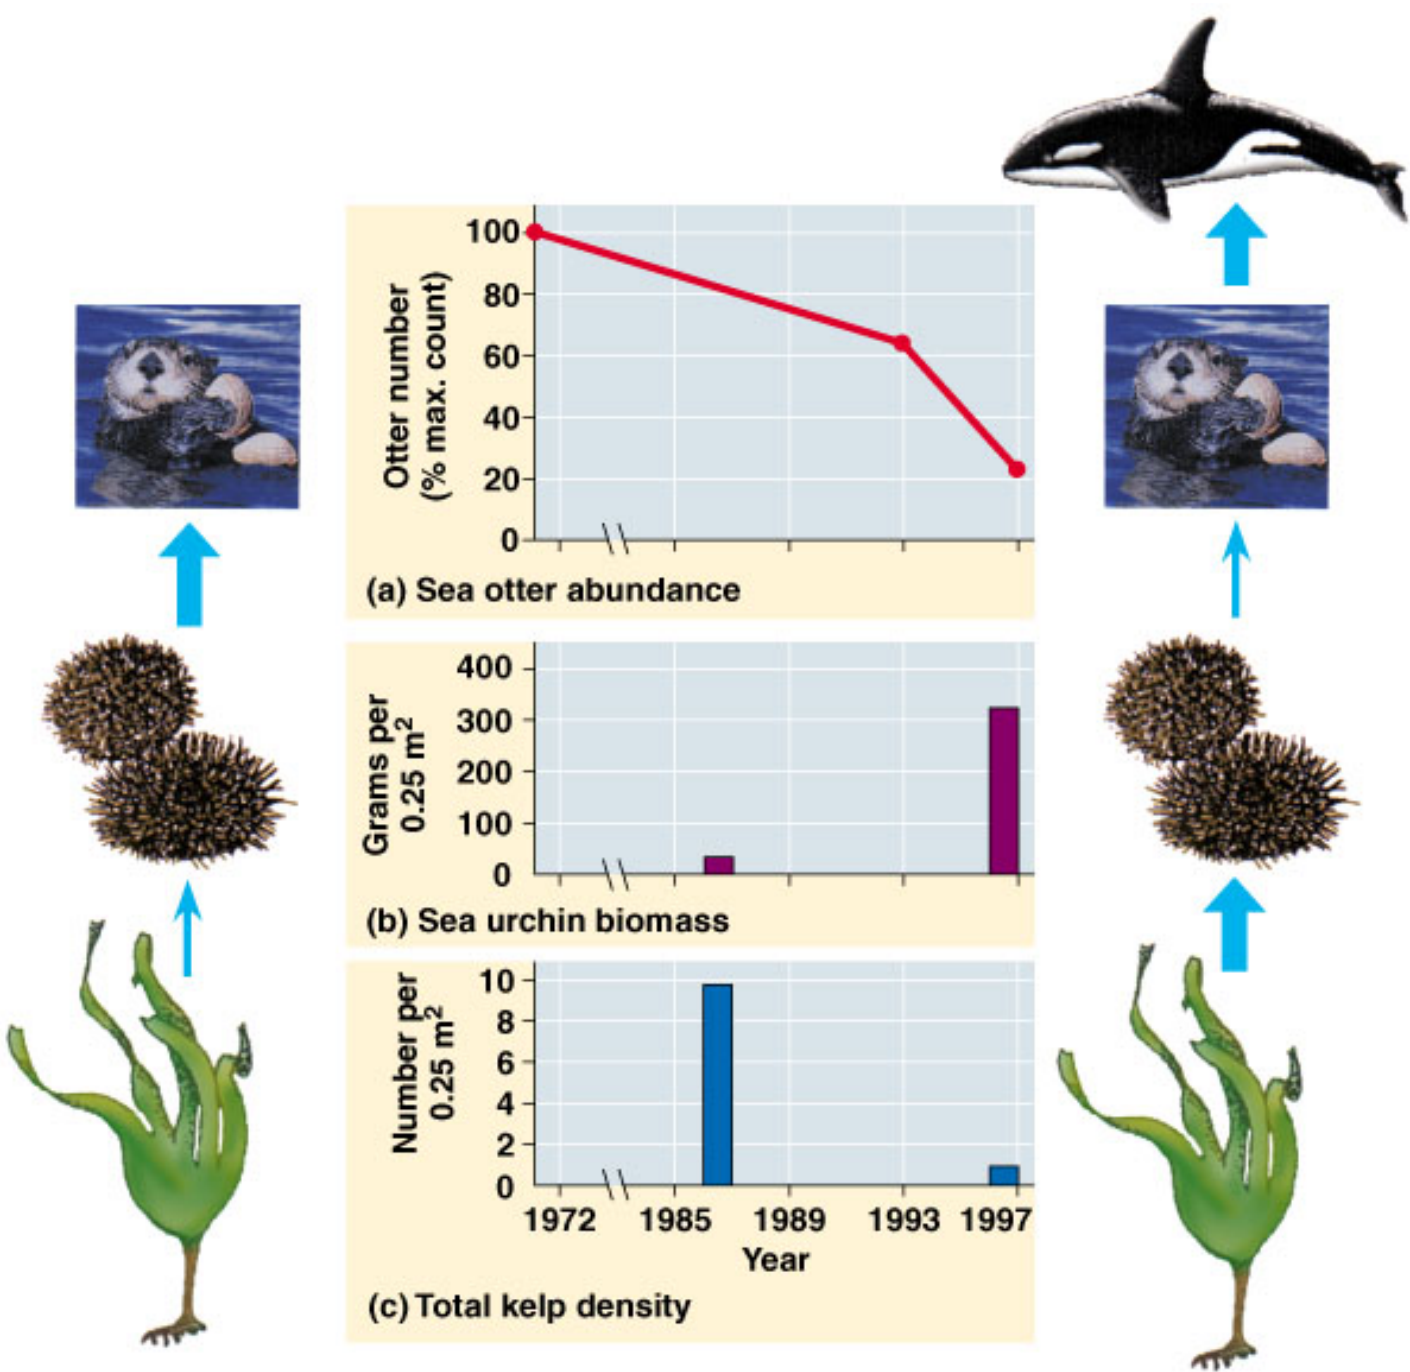 Otter number
(% max. count)
100
80
60
40
20
0
(a) Sea otter abundance
Grams per
0.25 m²
400
300
200
100
0
(b) Sea urchin biomass
Number per
0.25 m²
10
8
6
4
2
0
1972 1985 1989 1993 1997
Year
(c) Total kelp density